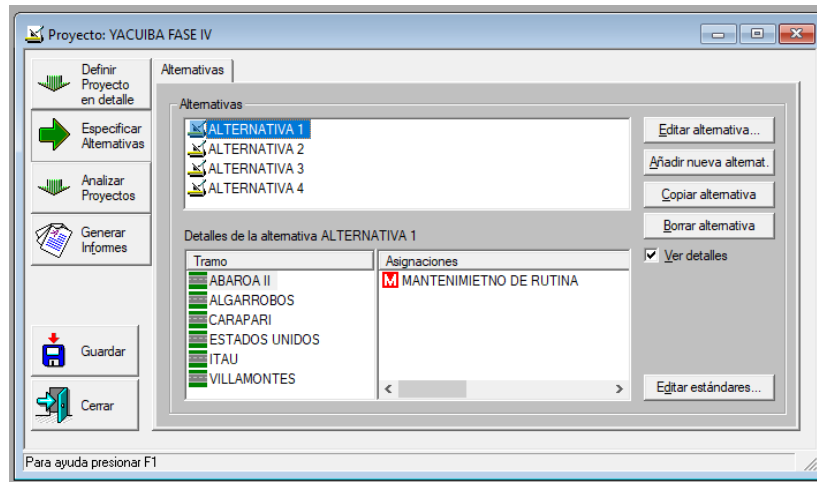 Proyecto: YACUIBA FASE IV
Definir
Proyecto
en detalle
Especificar
Alternativas
Analizar
Proyectos
Generar
Informes
Guardar
Cerrar
Alternativas
Alternativas
ALTERNATIVA 1
ALTERNATIVA 2
ALTERNATIVA 3
ALTERNATIVA 4
Editar alternativa...
Añadir nueva alternat.
Copiar alternativa
Borrar alternativa
Ver detalles
Detalles de la alternativa ALTERNATIVA 1
Tramo
ABAROA II
ALGARROBOS
CARAPARI
ESTADOS UNIDOS
ITAU
VILLAMONTES
Asignaciones
M MANTENIMIETNO DE RUTINA
Editar estándares...
Para ayuda presionar F1